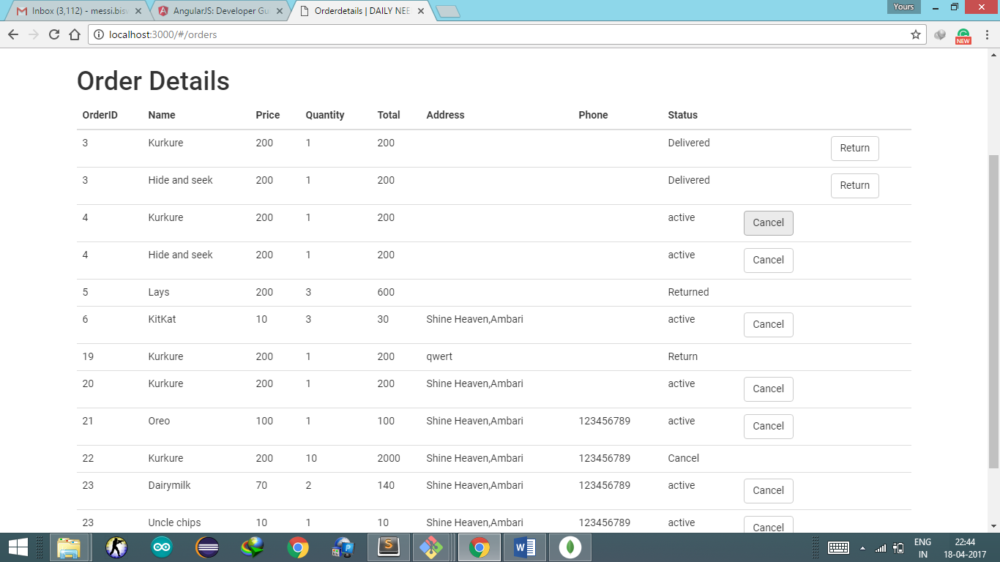 Inbox (3,112) - messi.bis
AngularJS: Developer Gu
Orderdetails | DAILY NEE
Yours
localhost:3000/#/orders
NEW
Order Details
OrderID Name Price Quantity Total Address Phone Status
3 Kurkure 200 1 200 Delivered Return
3 Hide and seek 200 1 200 Delivered Return
4 Kurkure 200 1 200 active Cancel
4 Hide and seek 200 1 200 active Cancel
5 Lays 200 3 600 Returned
6 KitKat 10 3 30 Shine Heaven,Ambari active Cancel
19 Kurkure 200 1 200 qwert Return
20 Kurkure 200 1 200 Shine Heaven,Ambari active Cancel
21 Oreo 100 1 100 Shine Heaven,Ambari 123456789 active Cancel
22 Kurkure 200 10 2000 Shine Heaven,Ambari 123456789 Cancel
23 Dairymilk 70 2 140 Shine Heaven,Ambari 123456789 active Cancel
23 Uncle chips 10 1 10 Shine Heaven,Ambari 123456789 active Cancel
ENG 22:44
IN 18-04-2017